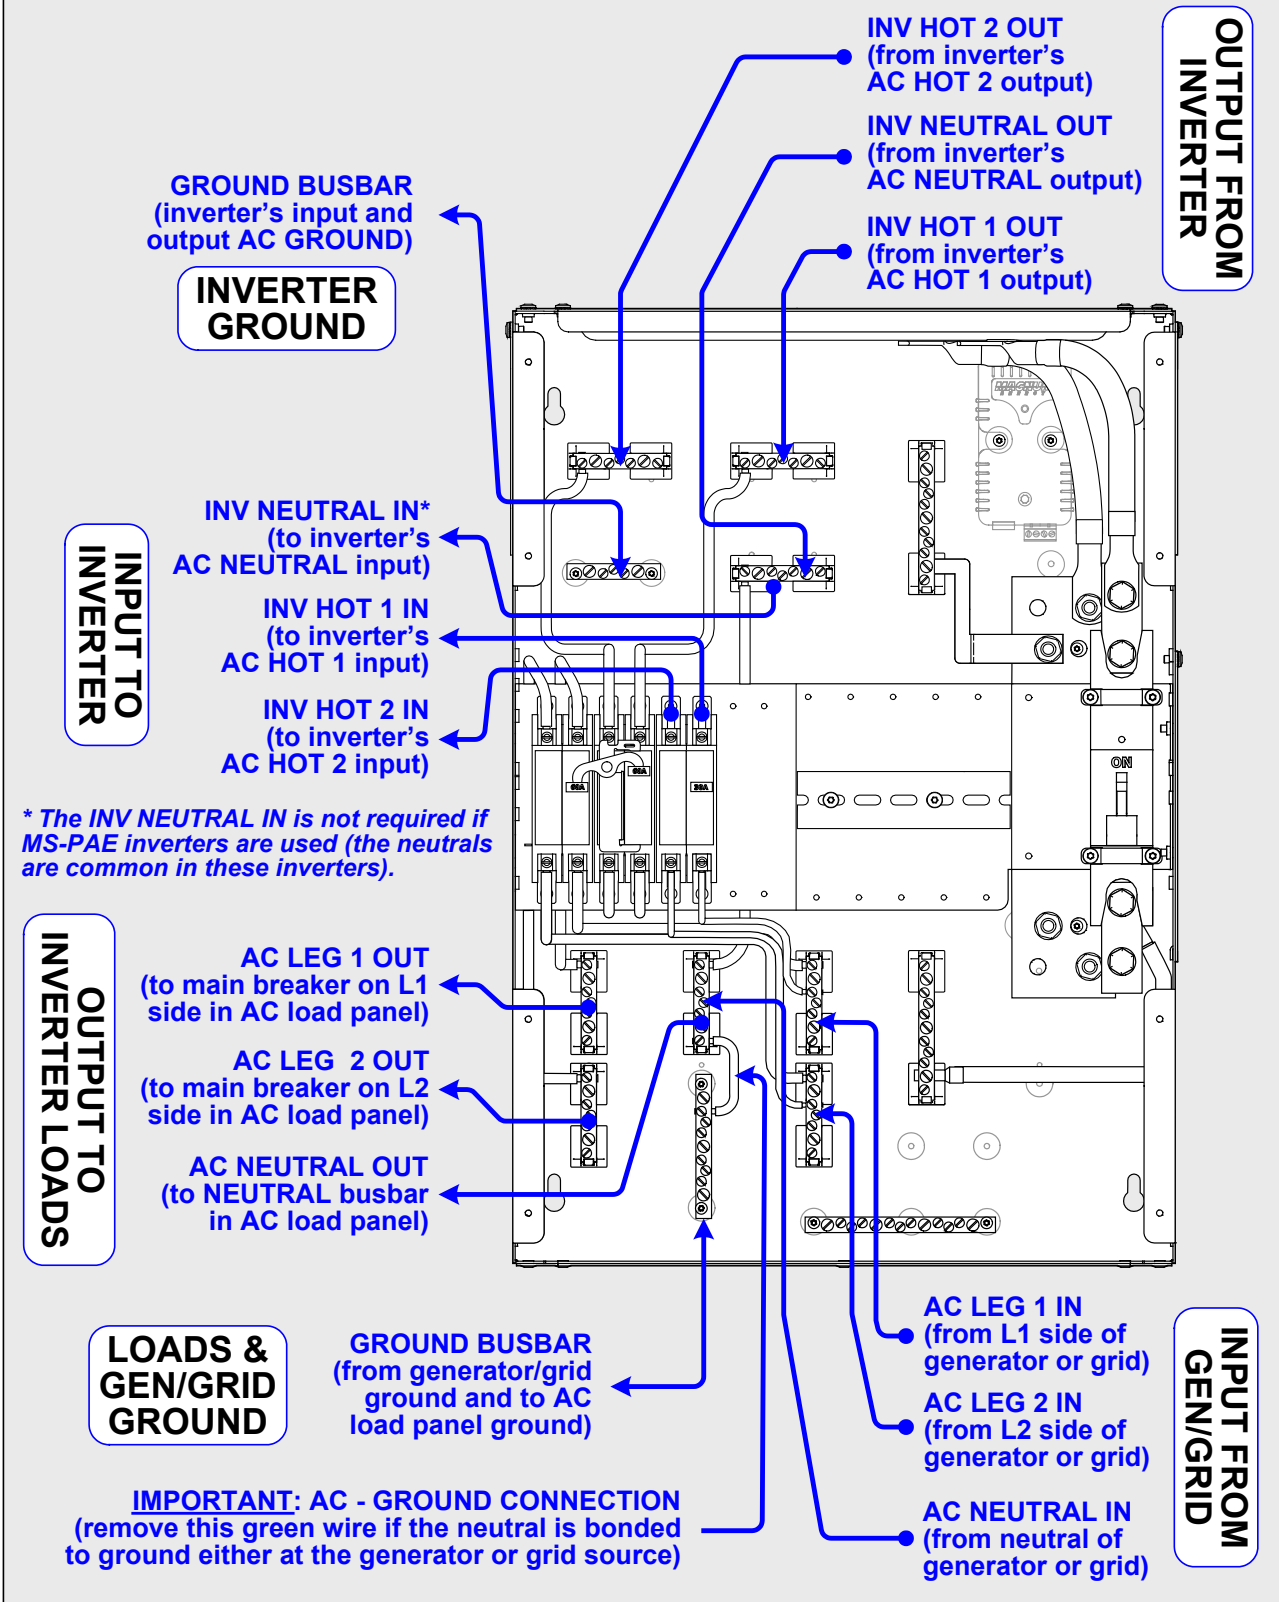 INV HOT 2 OUT
(from inverter's
AC HOT 2 output)
INV NEUTRAL OUT
(from inverter's
AC NEUTRAL output)
INV HOT 1 OUT
(from inverter's
AC HOT 1 output)
OUTPUT FROM
INVERTER
GROUND BUSBAR
(inverter's input and
output AC GROUND)
INVERTER
GROUND
MAGNUM
INV NEUTRAL IN*
(to inverter's
AC NEUTRAL input)
INV HOT 1 IN
(to inverter's
AC HOT 1 input)
INV HOT 2 IN
(to inverter's
AC HOT 2 input)
INPUT TO
INVERTER
60A
60A
30A
ON
* The INV NEUTRAL IN is not required if
MS-PAE inverters are used (the neutrals
are common in these inverters).
AC LEG 1 OUT
(to main breaker on L1
side in AC load panel)
AC LEG 2 OUT
(to main breaker on L2
side in AC load panel)
AC NEUTRAL OUT
(to NEUTRAL busbar
in AC load panel)
OUTPUT TO
INVERTER LOADS
LOADS &
GEN/GRID
GROUND
GROUND BUSBAR
(from generator/grid
ground and to AC
load panel ground)
IMPORTANT: AC - GROUND CONNECTION
(remove this green wire if the neutral is bonded
to ground either at the generator or grid source)
AC LEG 1 IN
(from L1 side of
generator or grid)
AC LEG 2 IN
(from L2 side of
generator or grid)
AC NEUTRAL IN
(from neutral of
generator or grid)
INPUT FROM
GEN/GRID